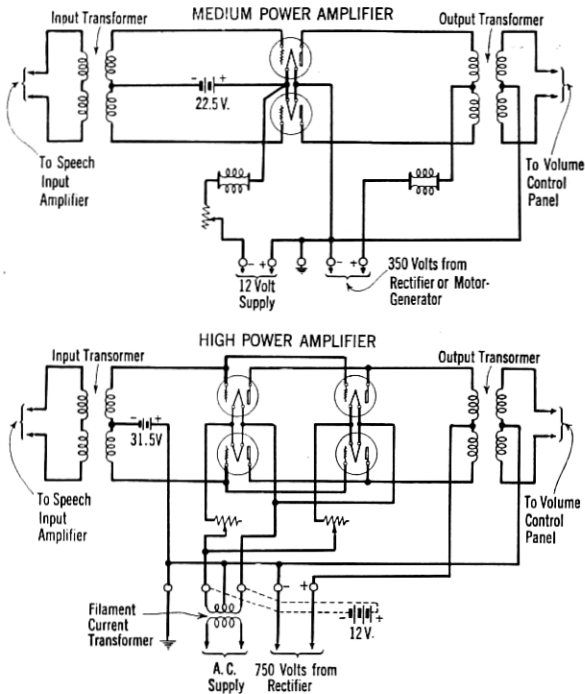 MEDIUM POWER AMPLIFIER
Input Transformer
Output Transformer
- +
22.5 V.
To Speech
Input
Amplifier
To Volume
Control
Panel
- +
- +
12 Volt
Supply
350 Volts from
Rectifier or Motor-
Generator
HIGH POWER AMPLIFIER
Input Transormer
Output Transormer
- +
31.5V
To Speech
Input
Amplifier
To Volume
Control
Panel
- +
Filament
Current
Transformer
- +
12 V.
A.C.
Supply
750 Volts from
Rectifier